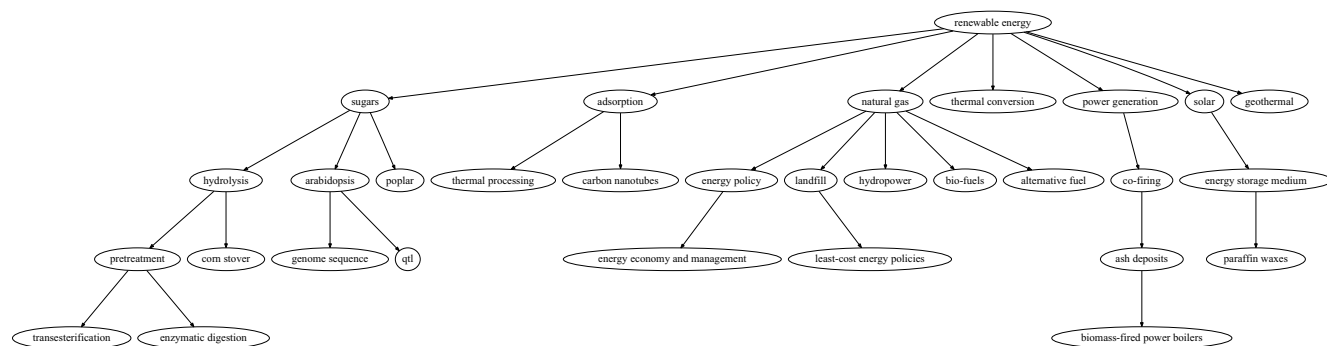 renewable energy
sugars
adsorption
natural gas
thermal conversion
power generation
solar
geothermal
hydrolysis
arabidopsis
poplar
thermal processing
carbon nanotubes
energy policy
landfill
hydropower
bio-fuels
alternative fuel
co-firing
energy storage medium
pretreatment
corn stover
genome sequence
qtl
energy economy and management
least-cost energy policies
ash deposits
paraffin waxes
transesterification
enzymatic digestion
biomass-fired power boilers